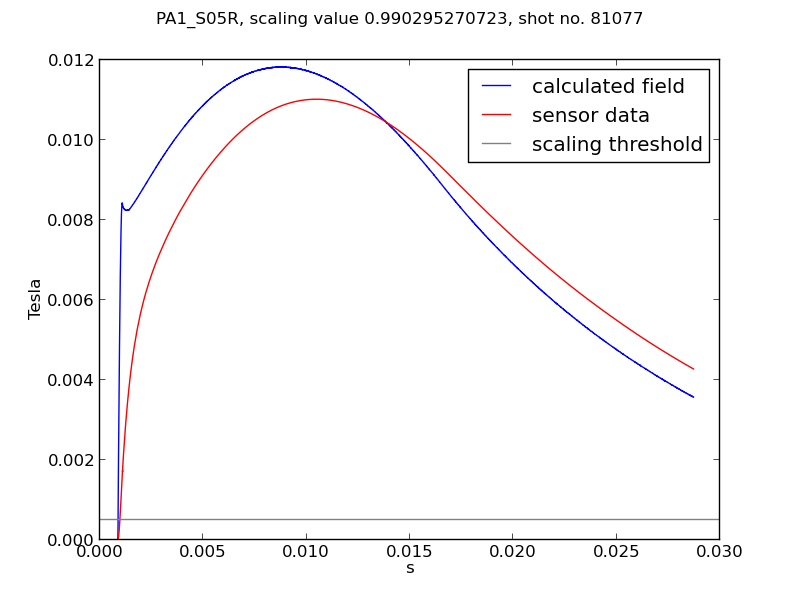 PA1_S05R, scaling value 0.990295270723, shot no. 81077
0.012
0.010
0.008
0.006
0.004
0.002
0.000
Tesla
calculated field
sensor data
scaling threshold
0.000 0.005 0.010 0.015 0.020 0.025 0.030
s